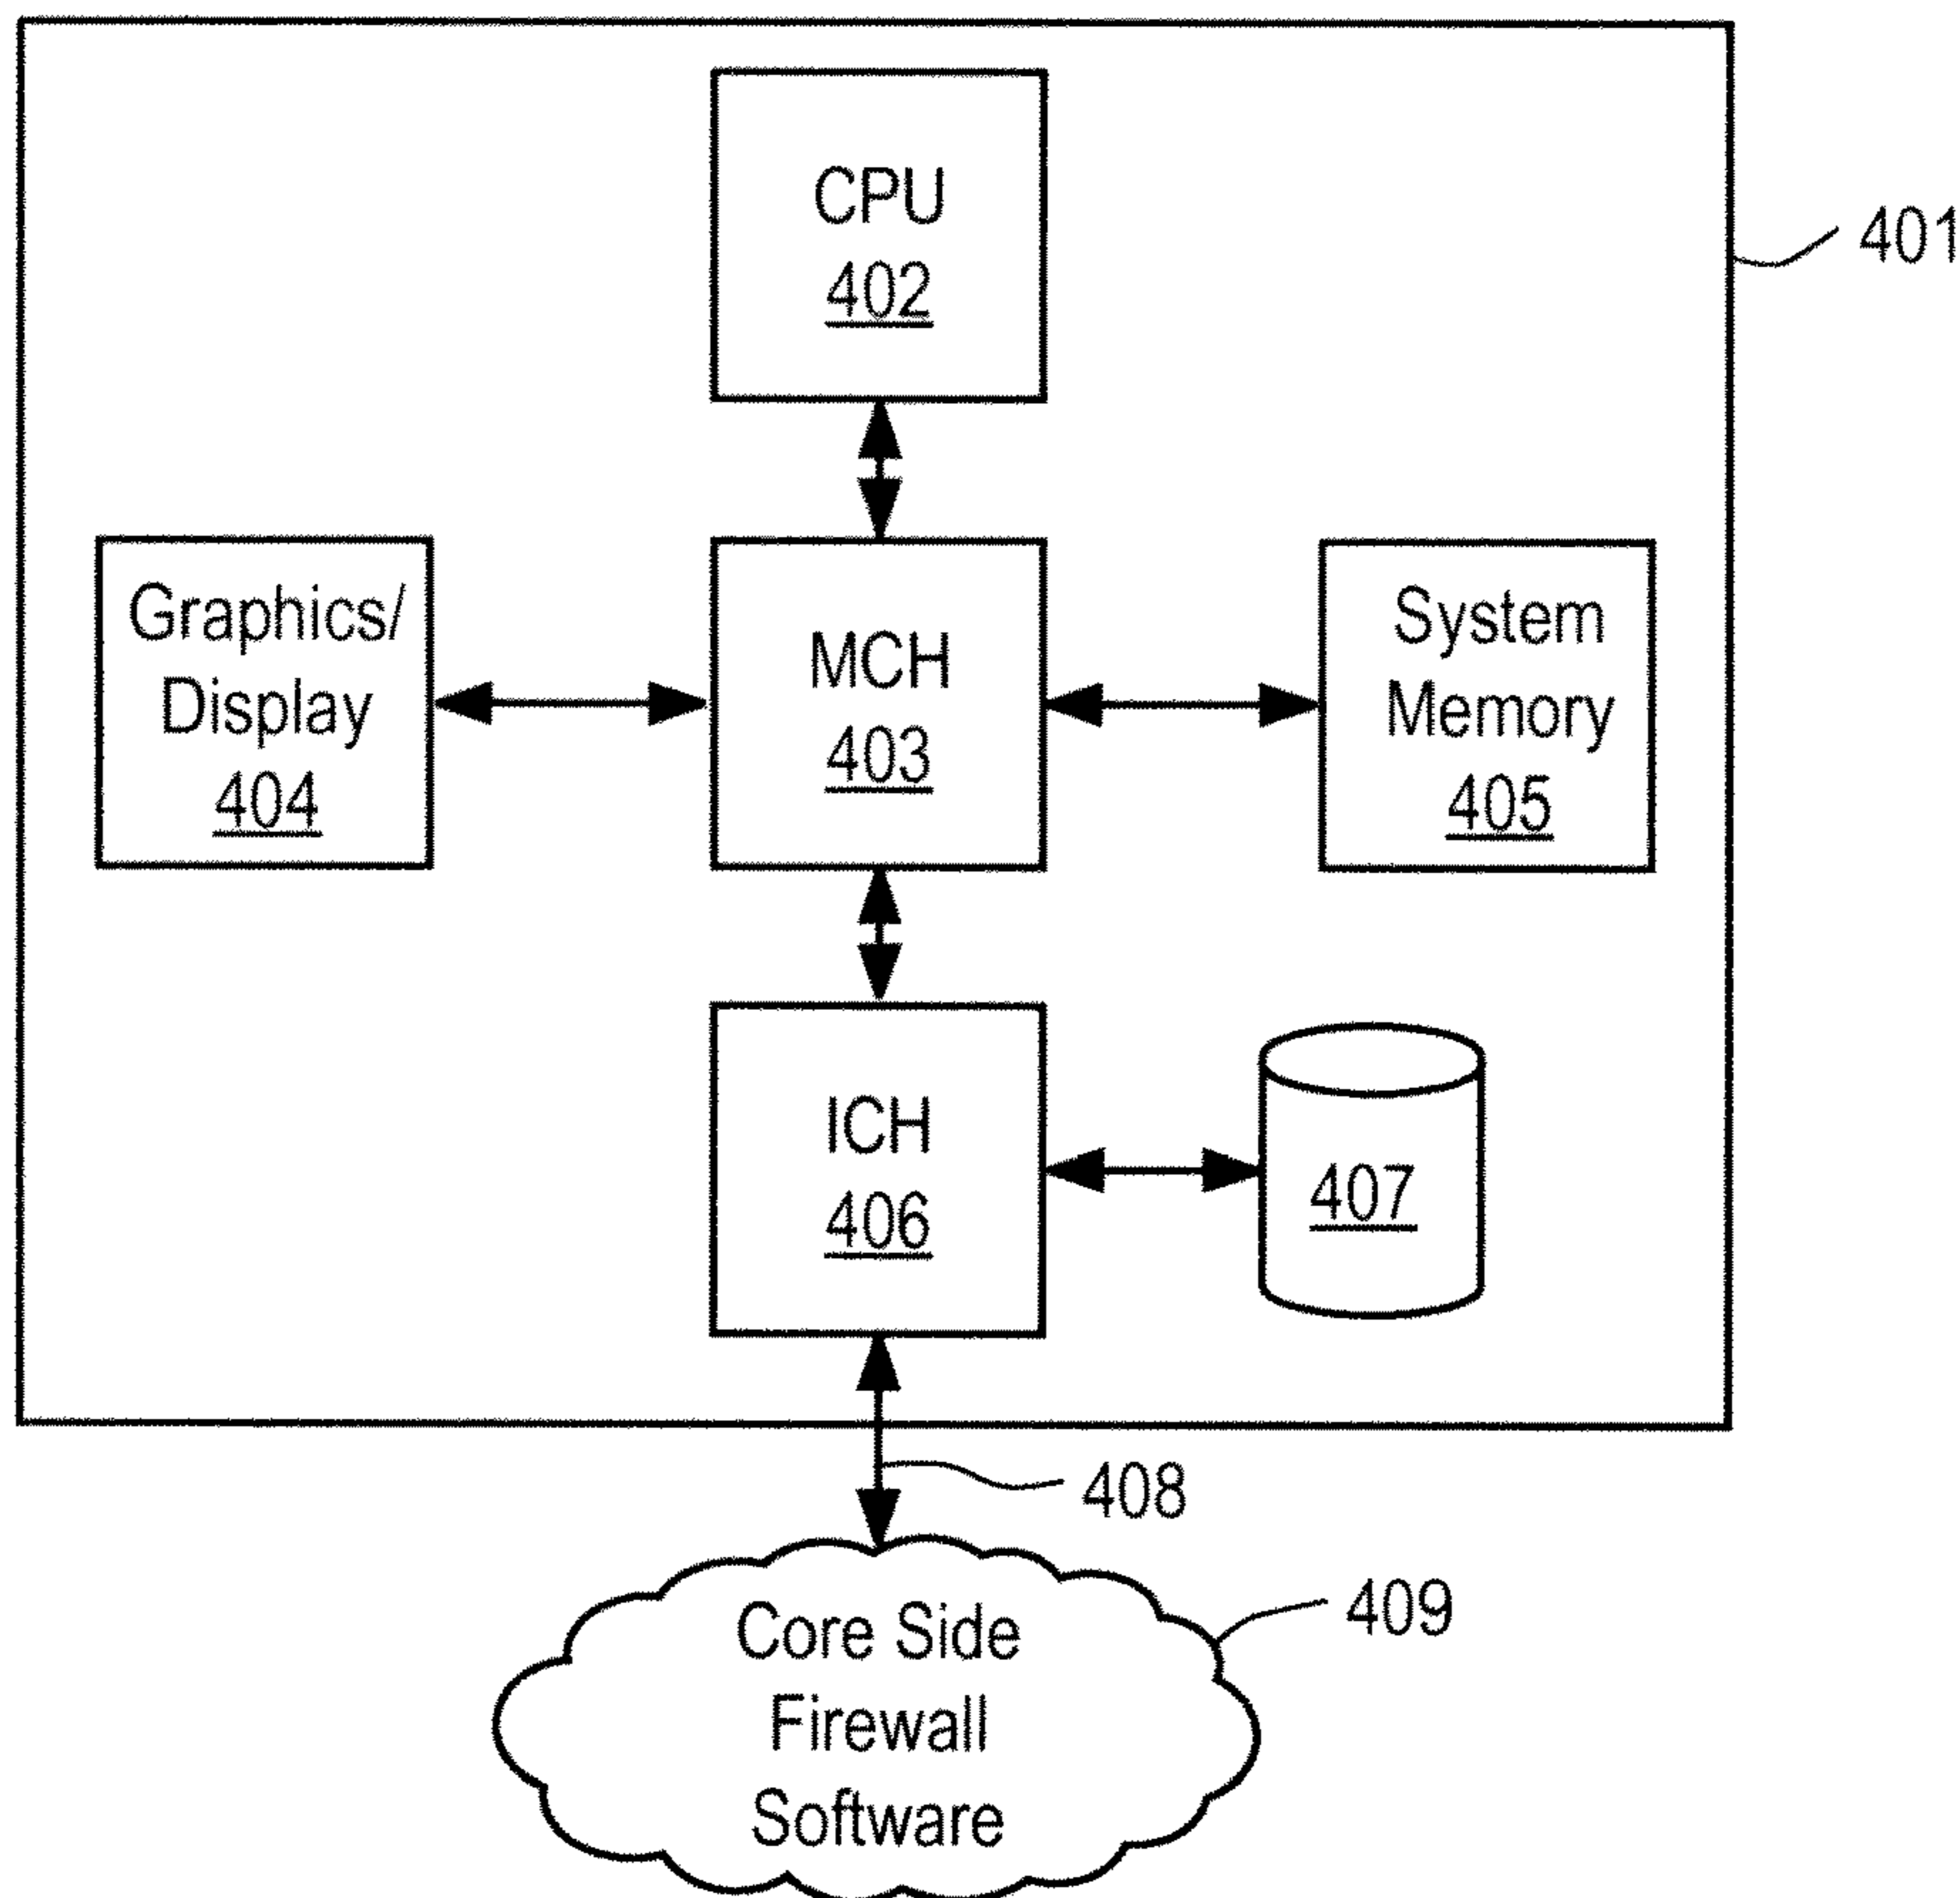 CPU
402
401
Graphics/
Display
404
MCH
403
System
Memory
405
ICH
406
407
408
409
Core Side
Firewall
Software